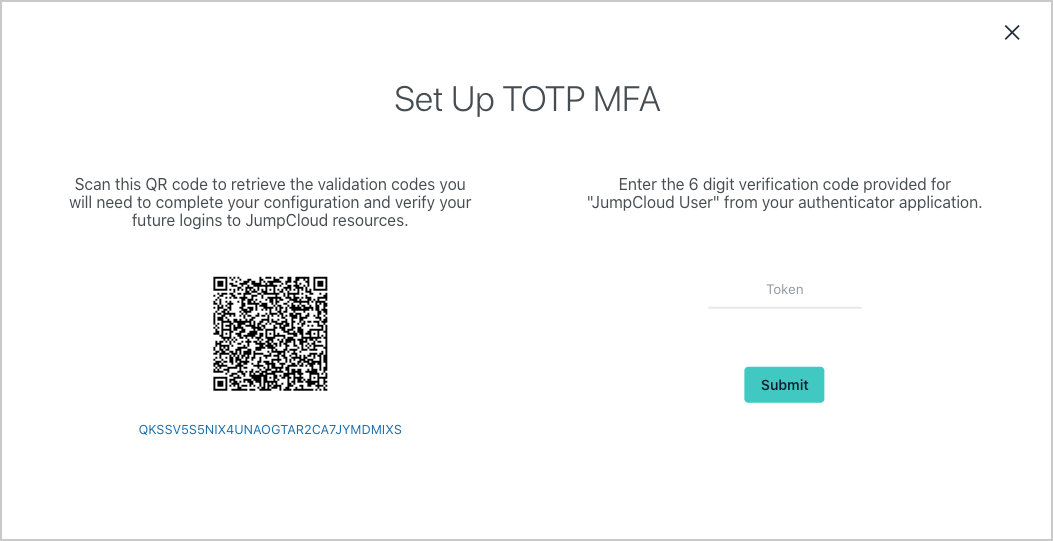 Set Up TOTP MFA
Scan this QR code to retrieve the validation codes you
will need to complete your configuration and verify your
future logins to JumpCloud resources.
QKSSV5S5NIX4UNAOGTAR2CA7JYMDMIXS
Enter the 6 digit verification code provided for
"JumpCloud User" from your authenticator application.
Token
Submit